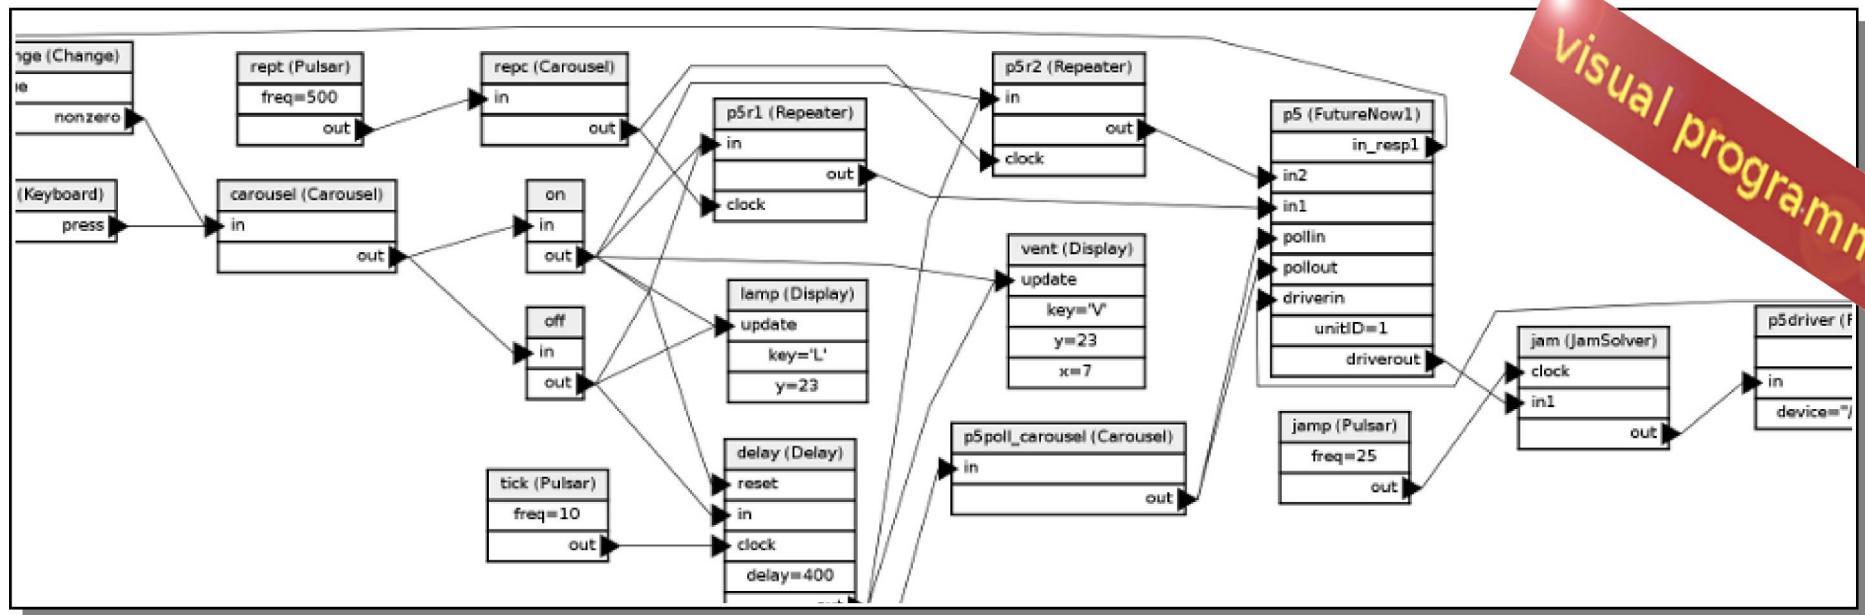 nge (Change)
nonzero
(Keyboard)
press
rept (Pulsar)
freq=500
out
repc (Carousel)
in
out
carousel (Carousel)
in
out
on
in
out
off
in
out
tick (Pulsar)
freq=10
out
p5r1 (Repeater)
in
out
clock
lamp (Display)
update
key='L'
y=23
delay (Delay)
reset
in
clock
delay=400
p5r2 (Repeater)
in
out
clock
vent (Display)
update
key='V'
y=23
x=7
p5poll_carousel (Carousel)
in
out
p5 (FutureNow1)
in_resp1
in2
in1
pollin
pollout
driverin
unitID=1
driverout
jamp (Pulsar)
freq=25
out
jam (JamSolver)
clock
in1
out
p5driver (F
in
device="/
visual programm